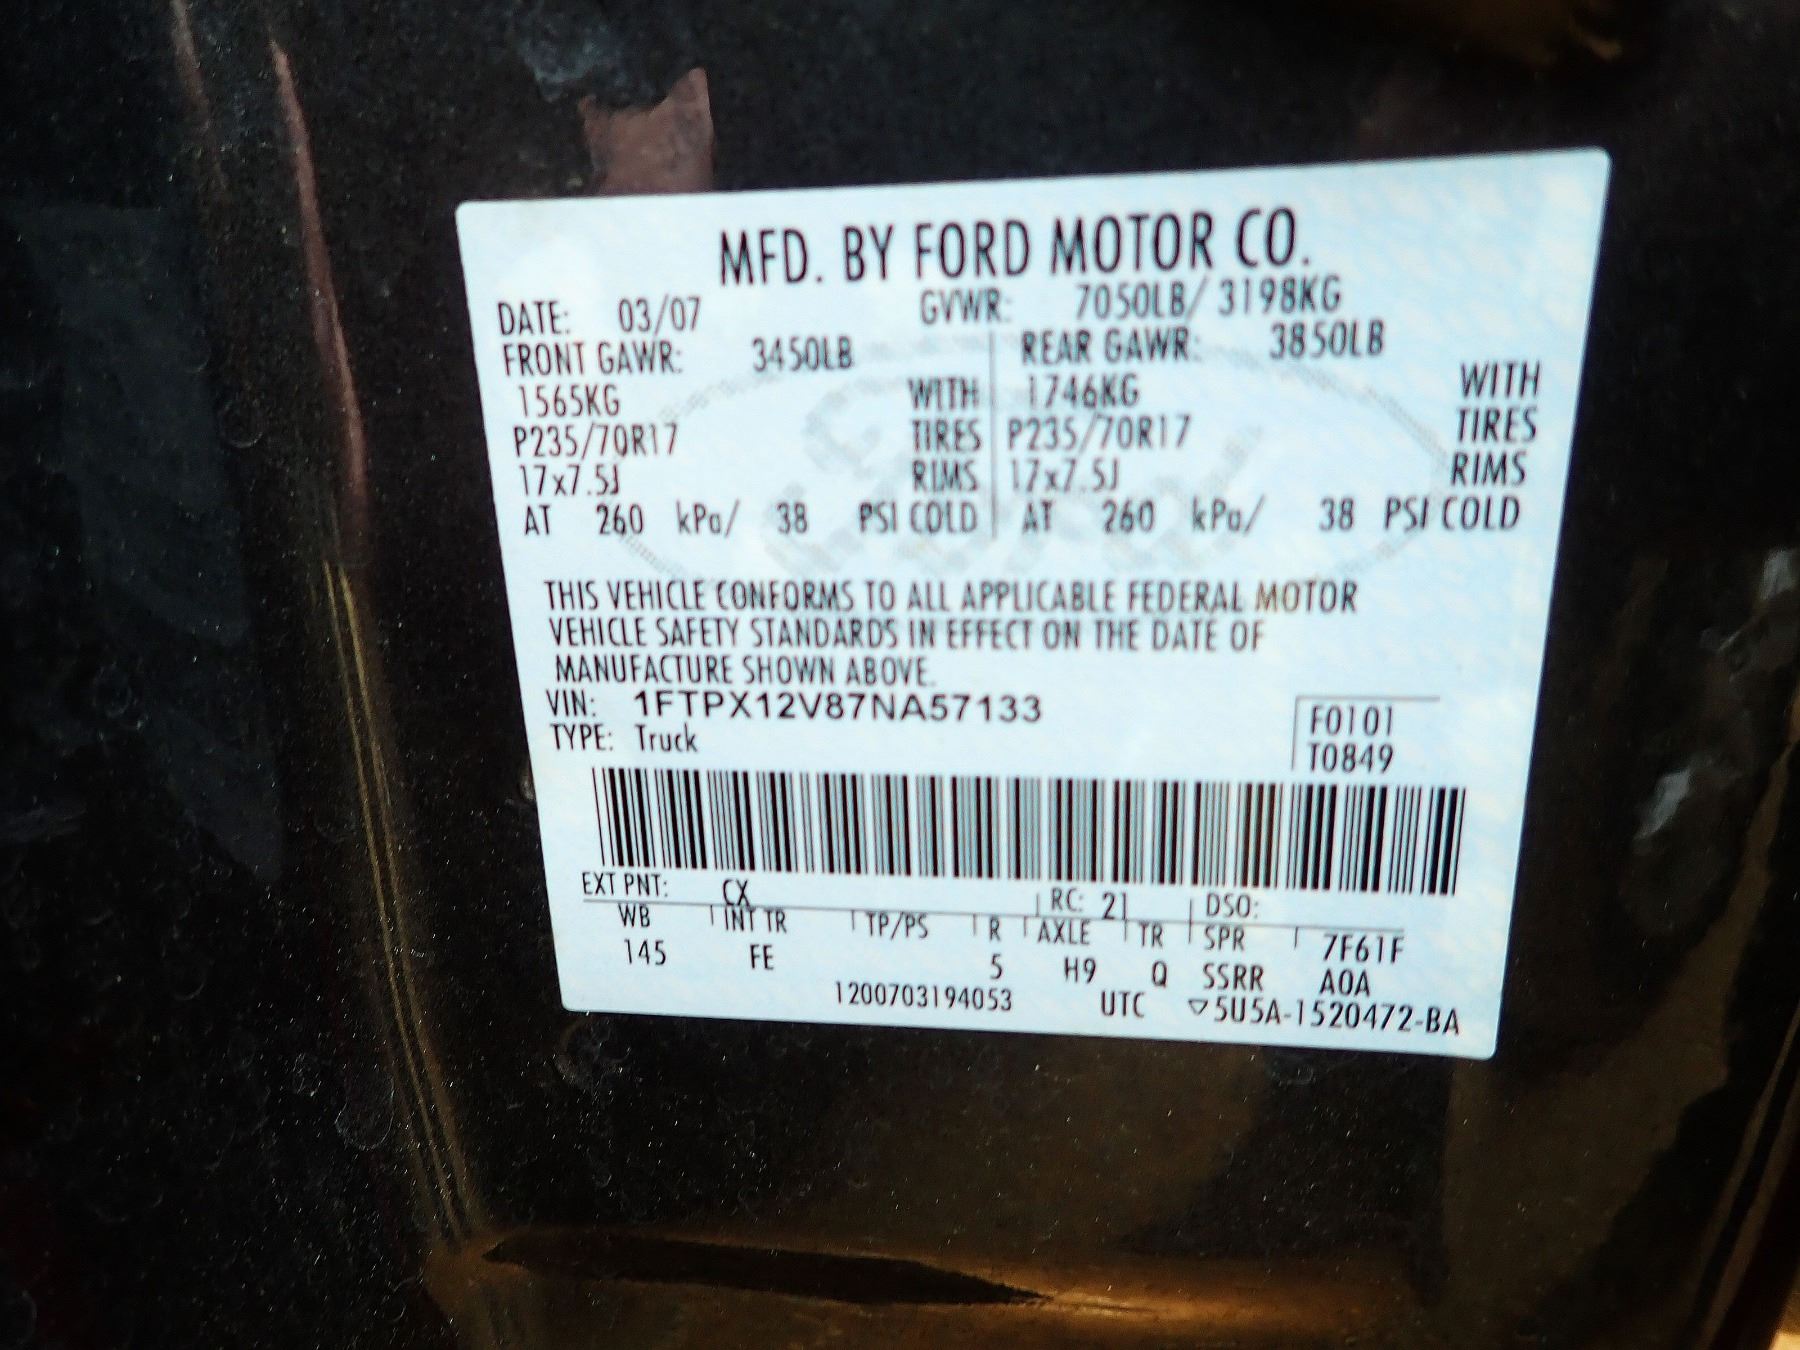 MFD. BY FORD MOTOR CO.
DATE: 03/07 GVWR: 7050LB/ 3198KG
FRONT GAWR: 3450LB REAR GAWR: 3850LB
1565KG WITH 1746KG WITH
P235/70R17 TIRES P235/70R17 TIRES
17x7.5J RIMS 17x7.5J RIMS
AT 260 kPa/ 38 PSI COLD AT 260 kPa/ 38 PSI COLD
THIS VEHICLE CONFORMS TO ALL APPLICABLE FEDERAL MOTOR
VEHICLE SAFETY STANDARDS IN EFFECT ON THE DATE OF
MANUFACTURE SHOWN ABOVE.
VIN: 1FTPX12V87NA57133 F0101
TYPE: Truck T0849
EXT PNT: CX RC: 21 DSO:
WB INT TR TP/PS R AXLE TR SPR 7F61F
145 FE 5 H9 Q SSRR A0A
1200703194053 UTC ▽5U5A-1520472-BA